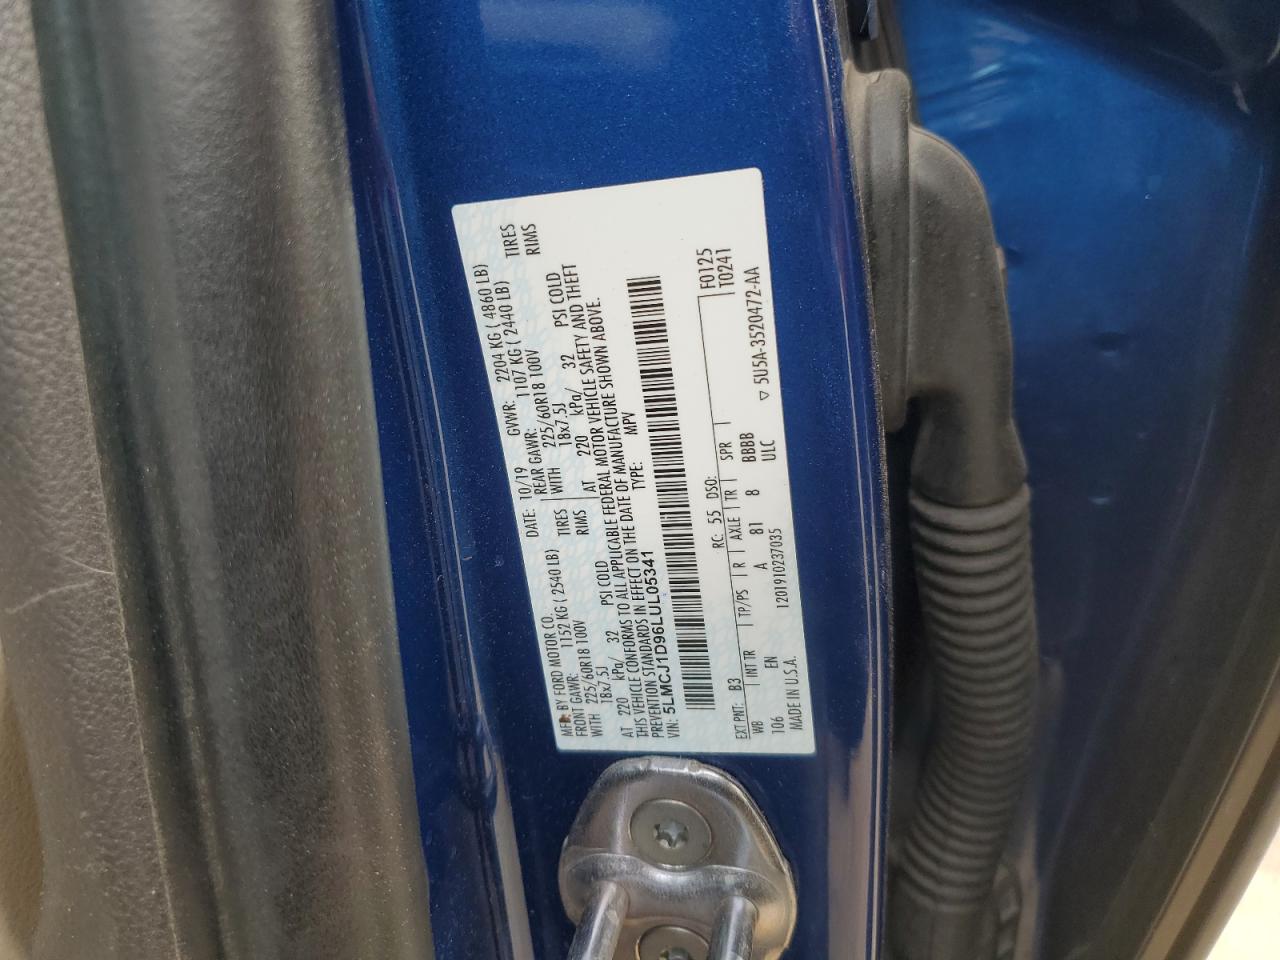 MFD. BY FORD MOTOR CO. DATE: 10/19 GVWR: 2204 KG ( 4860 LB)
FRONT GAWR: 1152 KG ( 2540 LB) REAR GAWR: 1107 KG ( 2440 LB)
WITH 225/60R18 100V TIRES WITH 225/60R18 100V TIRES
18x7.5J RIMS 18x7.5J RIMS
AT 220 kPa/ 32 PSI COLD AT 220 kPa/ 32 PSI COLD
THIS VEHICLE CONFORMS TO ALL APPLICABLE FEDERAL MOTOR VEHICLE SAFETY AND THEFT
PREVENTION STANDARDS IN EFFECT ON THE DATE OF MANUFACTURE SHOWN ABOVE.
VIN: 5LMCJ1D96LUL05341 TYPE: MPV
F0125
T0241
EXT PNT: B3 RC: 55 DSO:
WB INT TR TP/PS R AXLE TR SPR
106 EN A 81 8 BBBB
ULC
MADE IN U.S.A. 1201910237035 ▽ 5U5A-3520472-AA